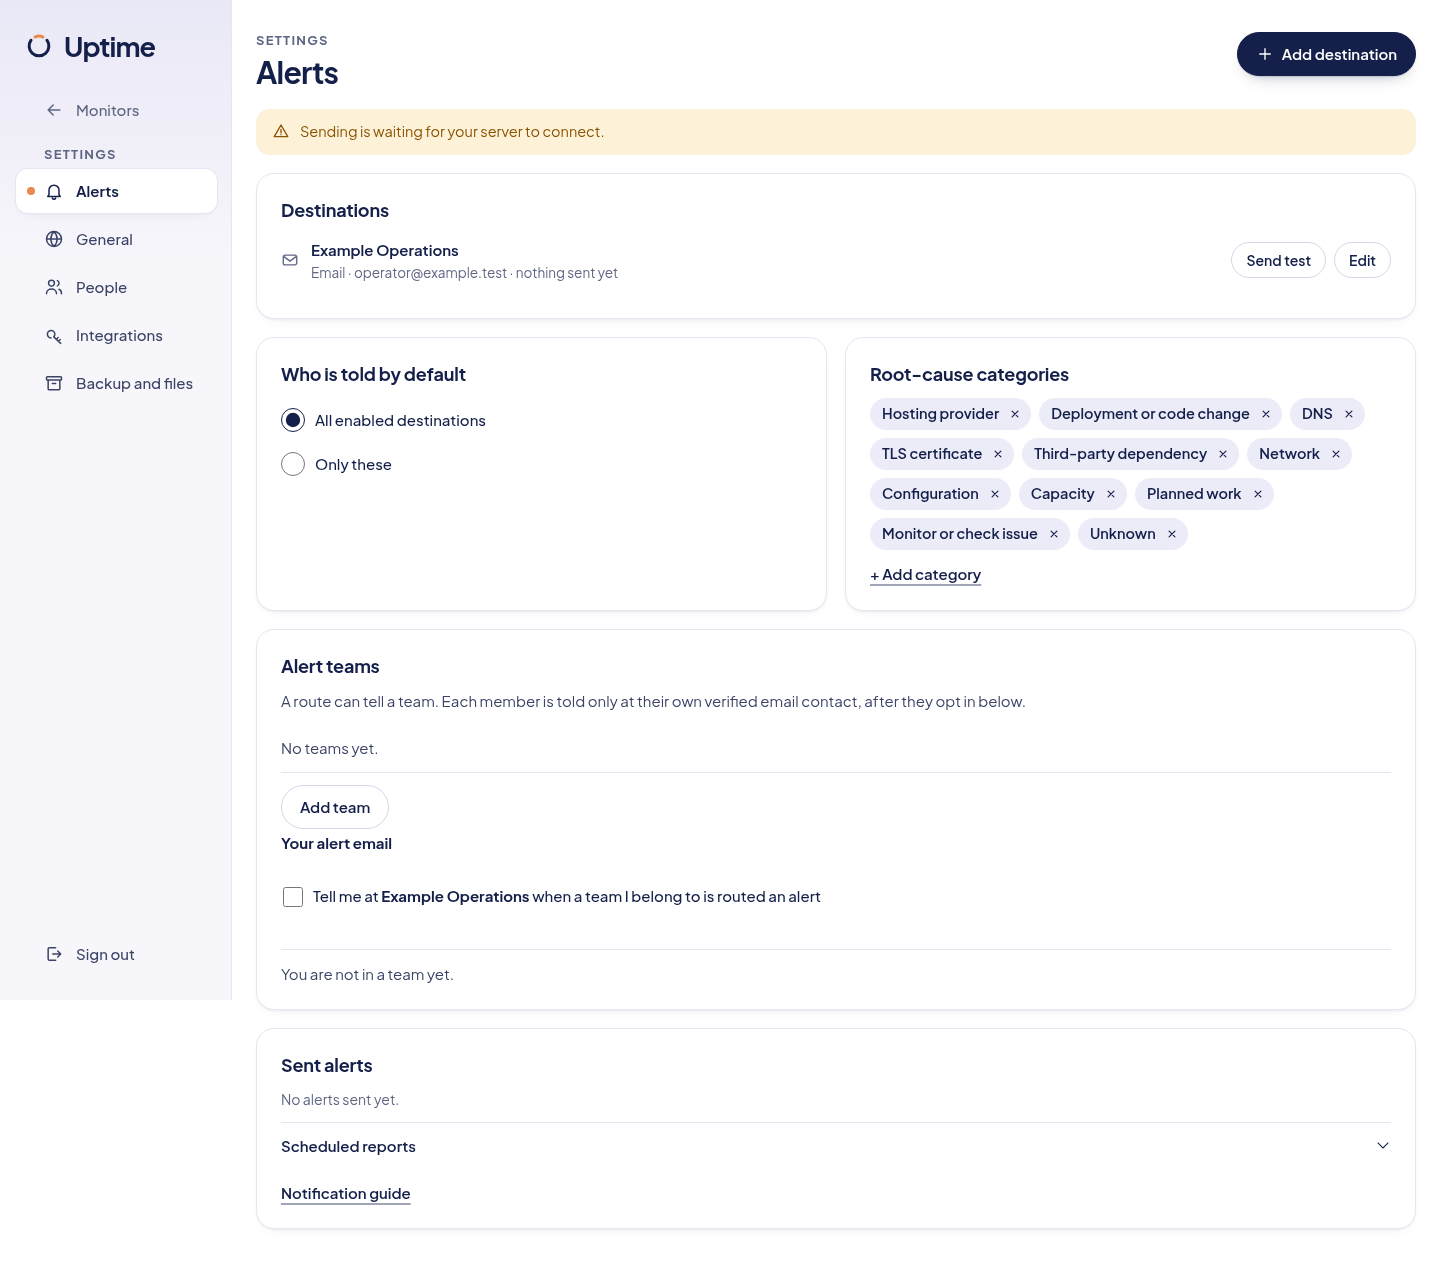 Uptime
Monitors
SETTINGS
Alerts
General
People
Integrations
Backup and files
Sign out
SETTINGS
Alerts
Add destination
Sending is waiting for your server to connect.
Destinations
Example Operations
Email · operator@example.test · nothing sent yet
Send test
Edit
Who is told by default
All enabled destinations
Only these
Root-cause categories
Hosting provider ×
Deployment or code change ×
DNS ×
TLS certificate ×
Third-party dependency ×
Network ×
Configuration ×
Capacity ×
Planned work ×
Monitor or check issue ×
Unknown ×
+ Add category
Alert teams
A route can tell a team. Each member is told only at their own verified email contact, after they opt in below.
No teams yet.
Add team
Your alert email
Tell me at Example Operations when a team I belong to is routed an alert
You are not in a team yet.
Sent alerts
No alerts sent yet.
Scheduled reports
Notification guide